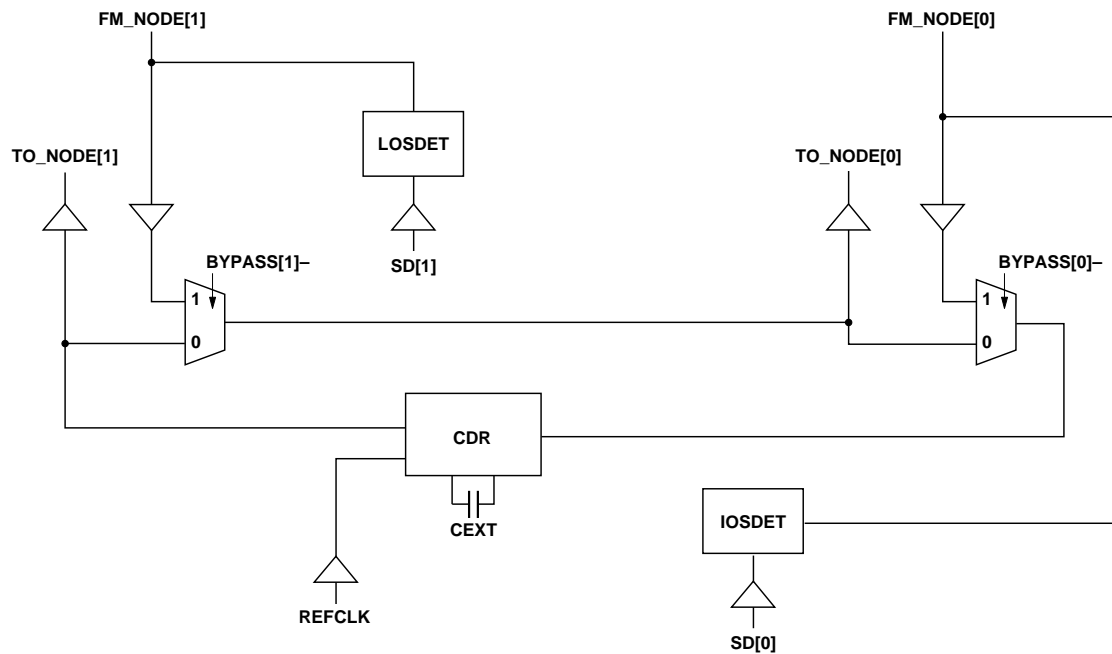 FM_NODE[1]
FM_NODE[0]
LOSDET
TO_NODE[1]
TO_NODE[0]
BYPASS[1]–
SD[1]
BYPASS[0]–
1
0
1
0
CDR
CEXT
IOSDET
REFCLK
SD[0]